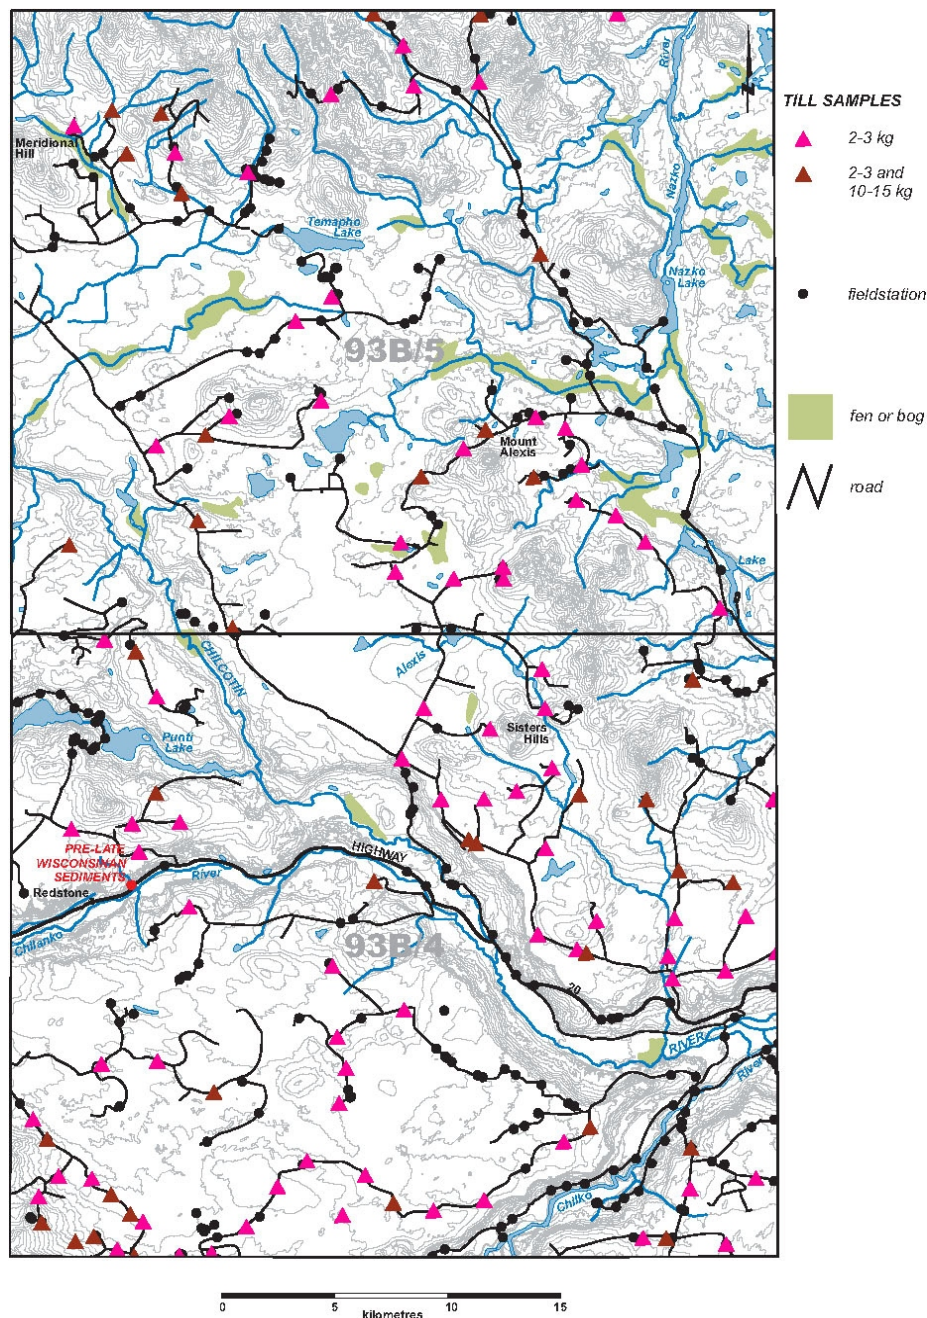 River
N
Nazko
TILL SAMPLES
2-3 kg
2-3 and
10-15 kg
Meridional
Hill
Temapho
Lake
Nazko
Lake
fieldstation
93B/5
fen or bog
Mount
Alexis
road
Lake
CHILCOTIN
Alexis
Punti
Lake
Sisters
Hills
PRE-LATE
WISCONSINAN
SEDIMENTS
HIGHWAY
River
Redstone
Chilanko
93B/4
20
RIVER
River
Chilko
0 5 10 15
kilometres